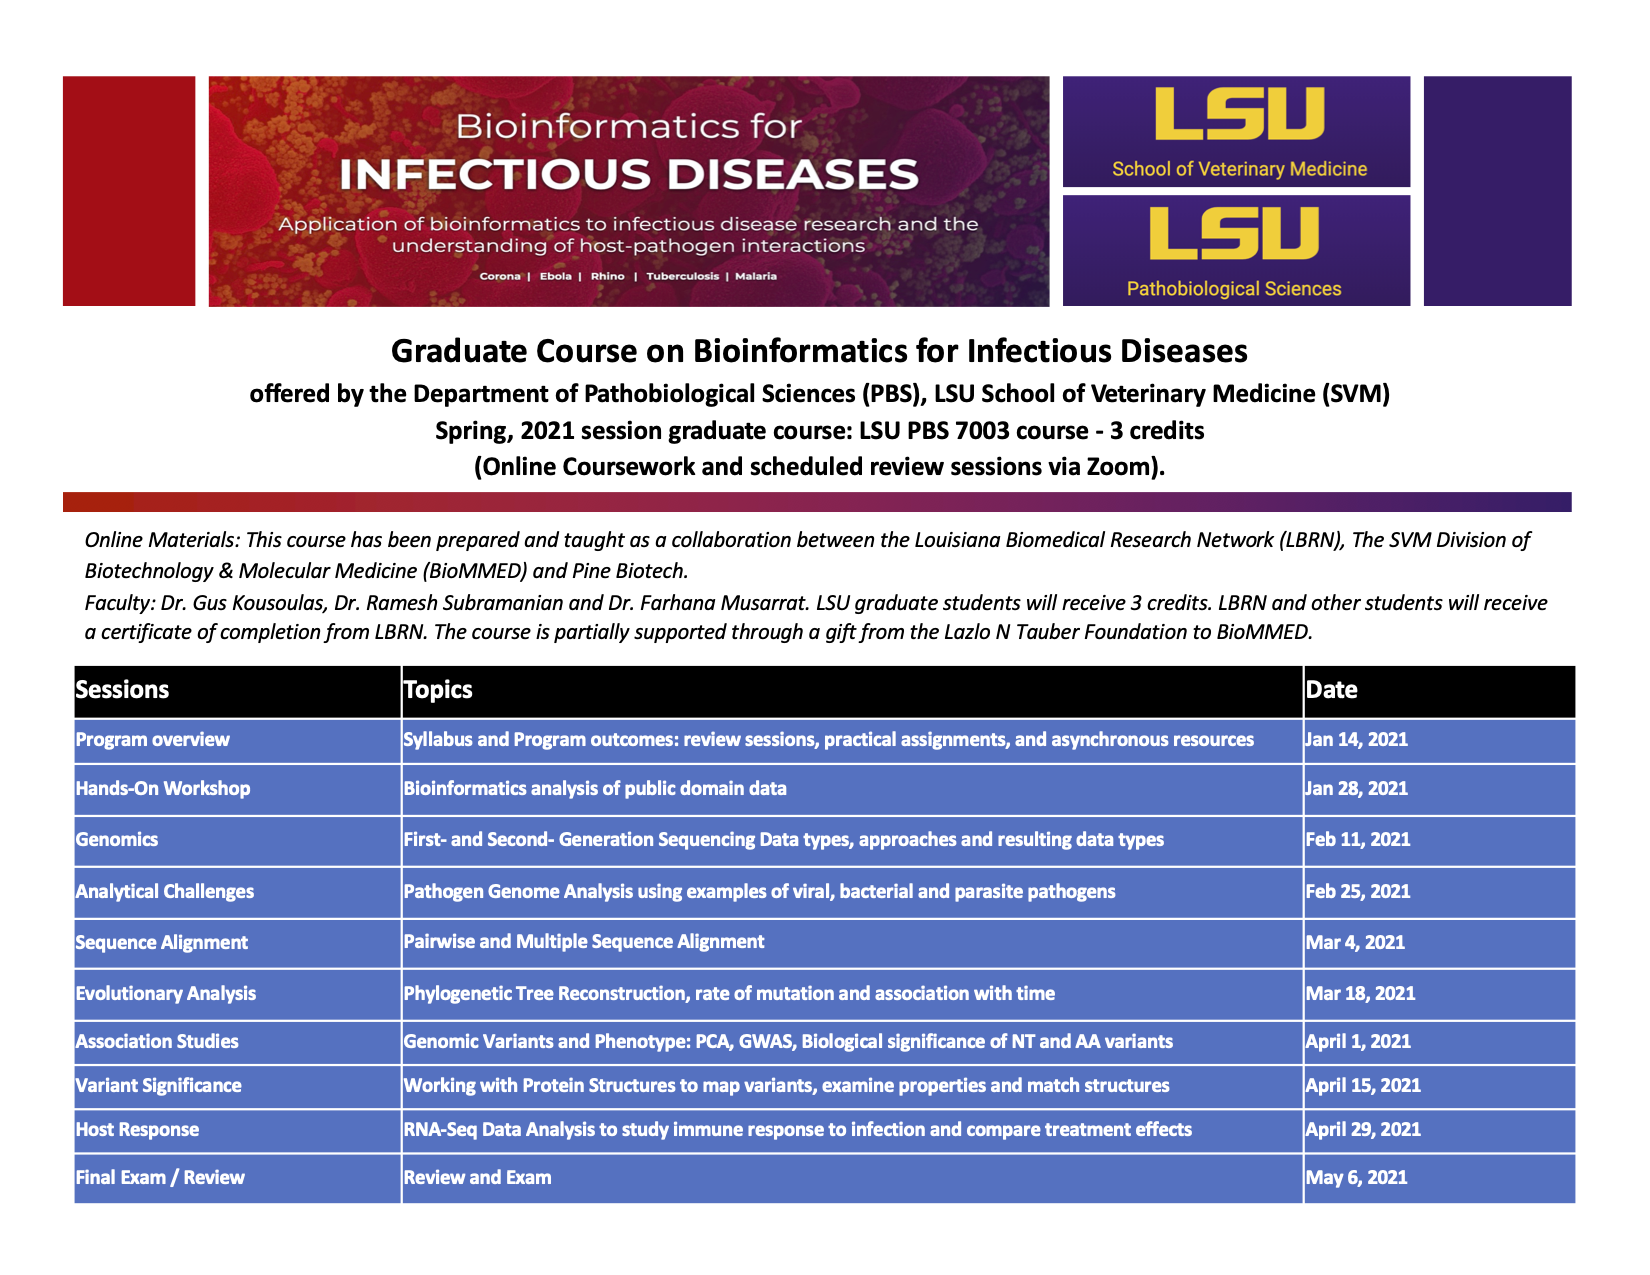 Bioinformatics for
INFECTIOUS DISEASES
Application of bioinformatics to infectious disease research and the
understanding of host-pathogen interactions
Corona | Ebola | Rhino | Tuberculosis | Malaria
LSU
School of Veterinary Medicine
LSU
Pathobiological Sciences
Graduate Course on Bioinformatics for Infectious Diseases
offered by the Department of Pathobiological Sciences (PBS), LSU School of Veterinary Medicine (SVM)
Spring, 2021 session graduate course: LSU PBS 7003 course - 3 credits
(Online Coursework and scheduled review sessions via Zoom).
Online Materials: This course has been prepared and taught as a collaboration between the Louisiana Biomedical Research Network (LBRN), The SVM Division of
Biotechnology & Molecular Medicine (BioMMED) and Pine Biotech.
Faculty: Dr. Gus Kousoulas, Dr. Ramesh Subramanian and Dr. Farhana Musarrat. LSU graduate students will receive 3 credits. LBRN and other students will receive
a certificate of completion from LBRN. The course is partially supported through a gift from the Lazlo N Tauber Foundation to BioMMED.
Sessions Topics Date
Program overview Syllabus and Program outcomes: review sessions, practical assignments, and asynchronous resources Jan 14, 2021
Hands-On Workshop Bioinformatics analysis of public domain data Jan 28, 2021
Genomics First- and Second- Generation Sequencing Data types, approaches and resulting data types Feb 11, 2021
Analytical Challenges Pathogen Genome Analysis using examples of viral, bacterial and parasite pathogens Feb 25, 2021
Sequence Alignment Pairwise and Multiple Sequence Alignment Mar 4, 2021
Evolutionary Analysis Phylogenetic Tree Reconstruction, rate of mutation and association with time Mar 18, 2021
Association Studies Genomic Variants and Phenotype: PCA, GWAS, Biological significance of NT and AA variants April 1, 2021
Variant Significance Working with Protein Structures to map variants, examine properties and match structures April 15, 2021
Host Response RNA-Seq Data Analysis to study immune response to infection and compare treatment effects April 29, 2021
Final Exam / Review Review and Exam May 6, 2021